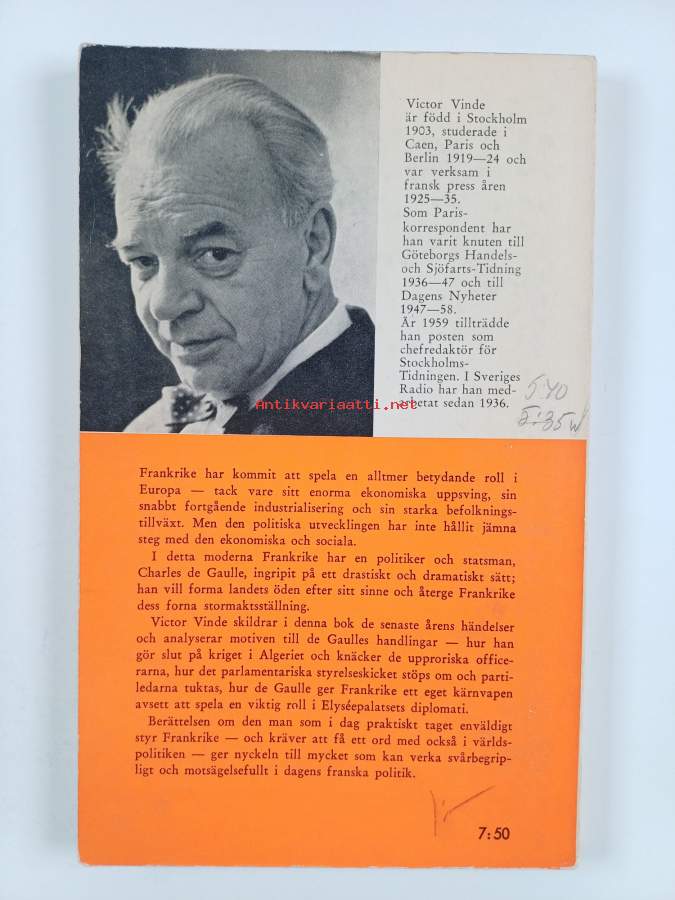 Victor Vinde
är född i Stockholm
1903, studerade i
Caen, Paris och
Berlin 1919—24 och
var verksam i
fransk press åren
1925—35.
Som Paris-
korrespondent har
han varit knuten till
Göteborgs Handels-
och Sjöfarts-Tidning
1936—47 och till
Dagens Nyheter
1947—58.
År 1959 tillträdde
han posten som
chefredaktör för
Stockholms-
Tidningen. I Sveriges
Radio har han med-
arbetat sedan 1936.
Antikvariaatti.net
Frankrike har kommit att spela en alltmer betydande roll i
Europa — tack vare sitt enorma ekonomiska uppsving, sin
snabbt fortgående industrialisering och sin starka befolknings-
tillväxt. Men den politiska utvecklingen har inte hållit jämna
steg med den ekonomiska och sociala.
I detta moderna Frankrike har en politiker och statsman,
Charles de Gaulle, ingripit på ett drastiskt och dramatiskt sätt;
han vill forma landets öden efter sitt sinne och återge Frankrike
dess forna stormaktsställning.
Victor Vinde skildrar i denna bok de senaste årens händelser
och analyserar motiven till de Gaulles handlingar — hur han
gör slut på kriget i Algeriet och knäcker de upproriska office-
rarna, hur det parlamentariska styrelseskicket stöps om och parti-
ledarna tuktas, hur de Gaulle ger Frankrike ett eget kärnvapen
avsett att spela en viktig roll i Elyséepalatsets diplomati.
Berättelsen om den man som i dag praktiskt taget enväldigt
styr Frankrike — och kräver att få ett ord med också i världs-
politiken — ger nyckeln till mycket som kan verka svårbegrip-
ligt och motsägelsefullt i dagens franska politik.
7:50